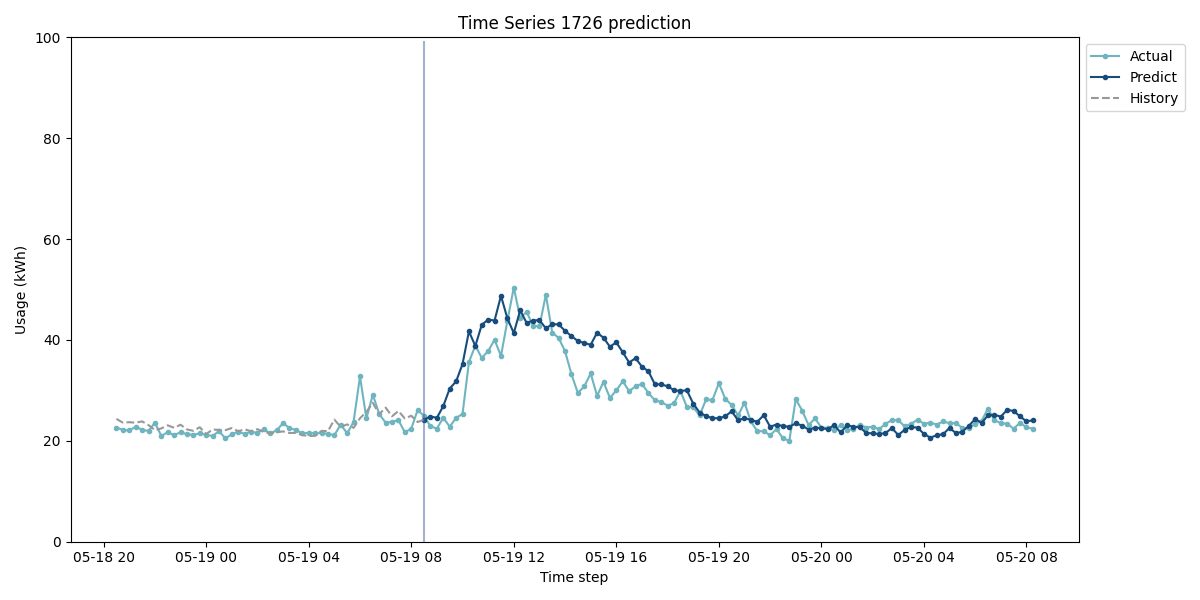 Time Series 1726 prediction
100
80
60
40
20
0
Usage (kWh)
05-18 20 05-19 00 05-19 04 05-19 08 05-19 12 05-19 16 05-19 20 05-20 00 05-20 04 05-20 08
Time step
Actual
Predict
History